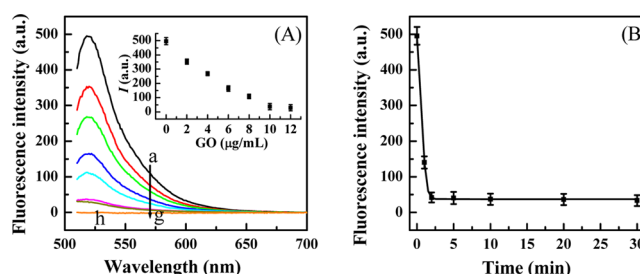 (A)
Fluorescence intensity (a.u.)
500
400
300
200
100
0
500
400
300
200
100
0
I (a.u.)
0 2 4 6 8 10 12
GO (μg/mL)
a
g
h
500 550 600 650 700
Wavelength (nm)
(B)
Fluorescence intensity (a.u.)
500
400
300
200
100
0
0 5 10 15 20 25 30
Time (min)